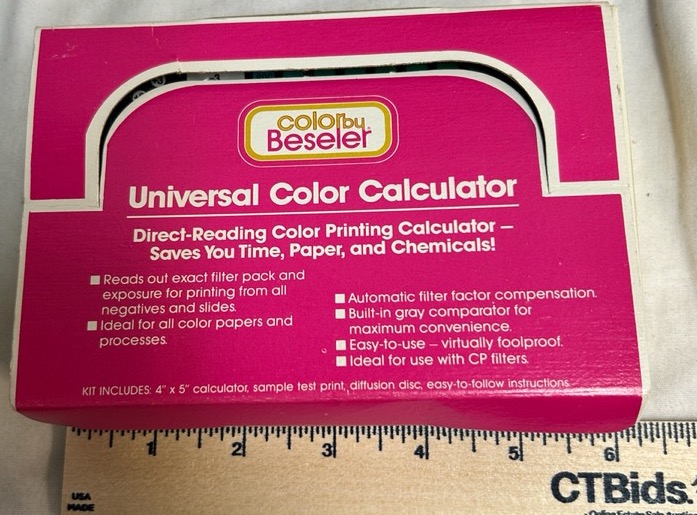 colorby
Beseler
Universal Color Calculator
Direct-Reading Color Printing Calculator –
Saves You Time, Paper, and Chemicals!
Reads out exact filter pack and
exposure for printing from all
negatives and slides.
Ideal for all color papers and
processes.
Automatic filter factor compensation.
Built-in gray comparator for
maximum convenience.
Easy-to-use – virtually foolproof.
Ideal for use with CP filters.
KIT INCLUDES: 4" x 5" calculator, sample test print, diffusion disc, easy-to-follow instructions
1 2 3 4 5 6
CTBids.
USA
MADE